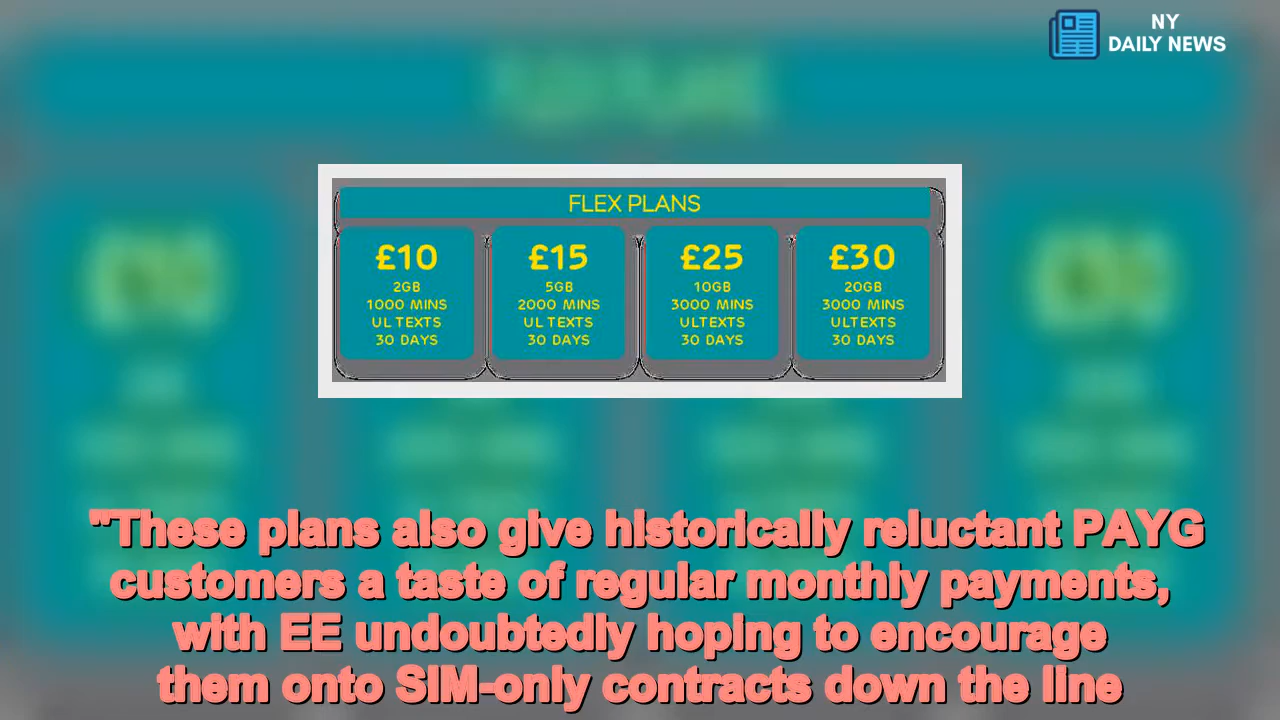 NY
DAILY NEWS
FLEX PLANS
£10
2GB
1000 MINS
UL TEXTS
30 DAYS
£15
5GB
2000 MINS
UL TEXTS
30 DAYS
£25
10GB
3000 MINS
ULTEXTS
30 DAYS
£30
20GB
3000 MINS
ULTEXTS
30 DAYS
"These plans also give historically reluctant PAYG
customers a taste of regular monthly payments,
with EE undoubtedly hoping to encourage
them onto SIM-only contracts down the line